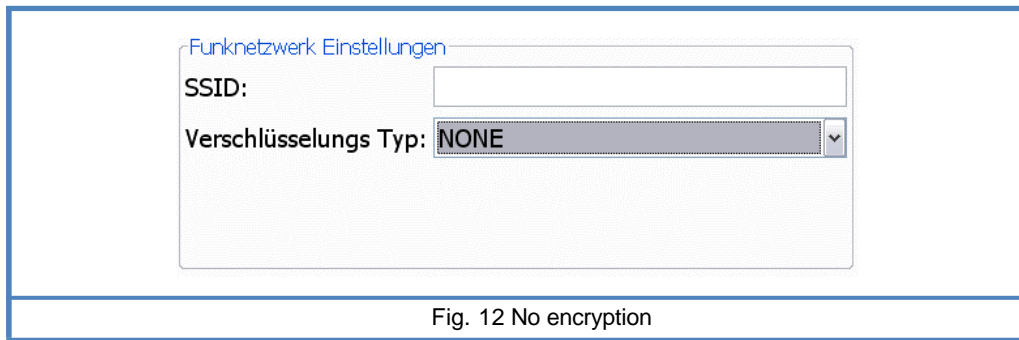 Funknetzwerk Einstellungen
SSID:
Verschlüsselungs Typ: NONE
Fig. 12 No encryption